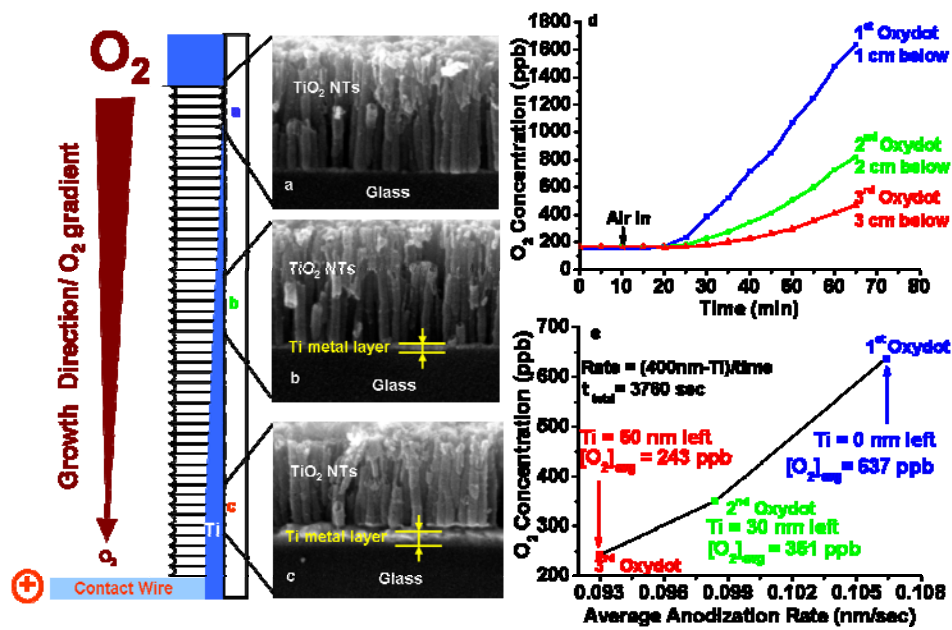 O2
Growth Direction/ O2 gradient
O2
a
b
c
Ti
Contact Wire
+
TiO2 NTs
Glass
a
TiO2 NTs
Ti metal layer
Glass
b
TiO2 NTs
Ti metal layer
Glass
c
d
O2 Concentration (ppb)
1800
1600
1400
1200
1000
800
600
400
200
0
Air in
1st Oxydot
1 cm below
2nd Oxydot
2 cm below
3rd Oxydot
3 cm below
0 10 20 30 40 50 60 70 80
Time (min)
e
O2 Concentration (ppb)
700
600
500
400
300
200
Rate = (400nm-Ti)/time
t total = 3760 sec
1st Oxydot
Ti = 0 nm left
[O2]avg = 637 ppb
Ti = 50 nm left
[O2]avg = 243 ppb
2nd Oxydot
Ti = 30 nm left
[O2]avg = 351 ppb
3rd Oxydot
0.093 0.096 0.099 0.102 0.105 0.108
Average Anodization Rate (nm/sec)